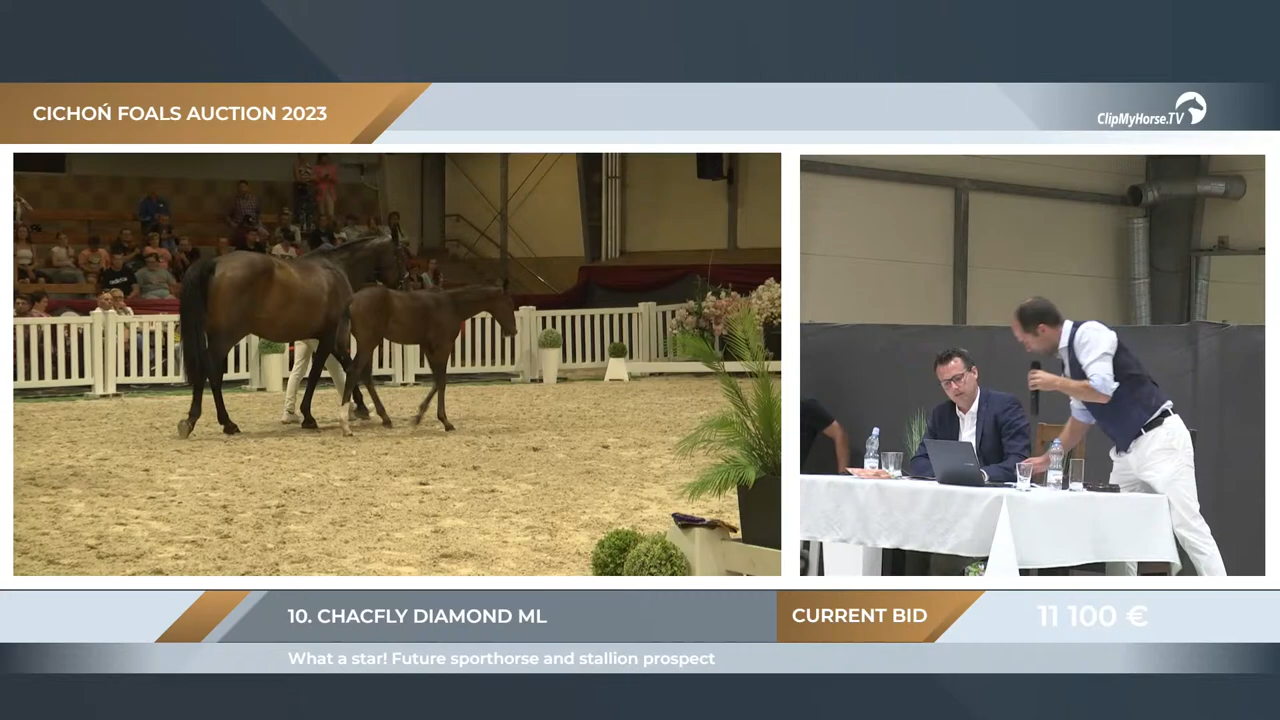 CICHOŃ FOALS AUCTION 2023
ClipMyHorse.TV
10. CHACFLY DIAMOND ML
CURRENT BID
11 100 €
What a star! Future sporthorse and stallion prospect